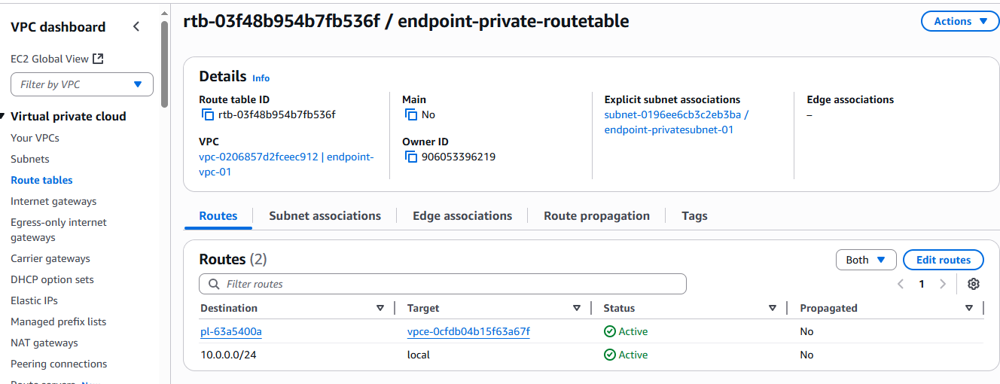 VPC dashboard
EC2 Global View
Filter by VPC
Virtual private cloud
Your VPCs
Subnets
Route tables
Internet gateways
Egress-only internet
gateways
Carrier gateways
DHCP option sets
Elastic IPs
Managed prefix lists
NAT gateways
Peering connections
Route servers New
rtb-03f48b954b7fb536f / endpoint-private-routetable
Actions
Details Info
Route table ID
rtb-03f48b954b7fb536f
Main
No
Explicit subnet associations
subnet-0196ee6cb3c2eb3ba /
endpoint-privatesubnet-01
Edge associations
–
VPC
vpc-0206857d2fceec912 | endpoint-
vpc-01
Owner ID
906053396219
Routes Subnet associations Edge associations Route propagation Tags
Routes (2)
Both
Edit routes
Filter routes
1
Destination Target Status Propagated
pl-63a5400a vpce-0cfdb04b15f63a67f Active No
10.0.0.0/24 local Active No